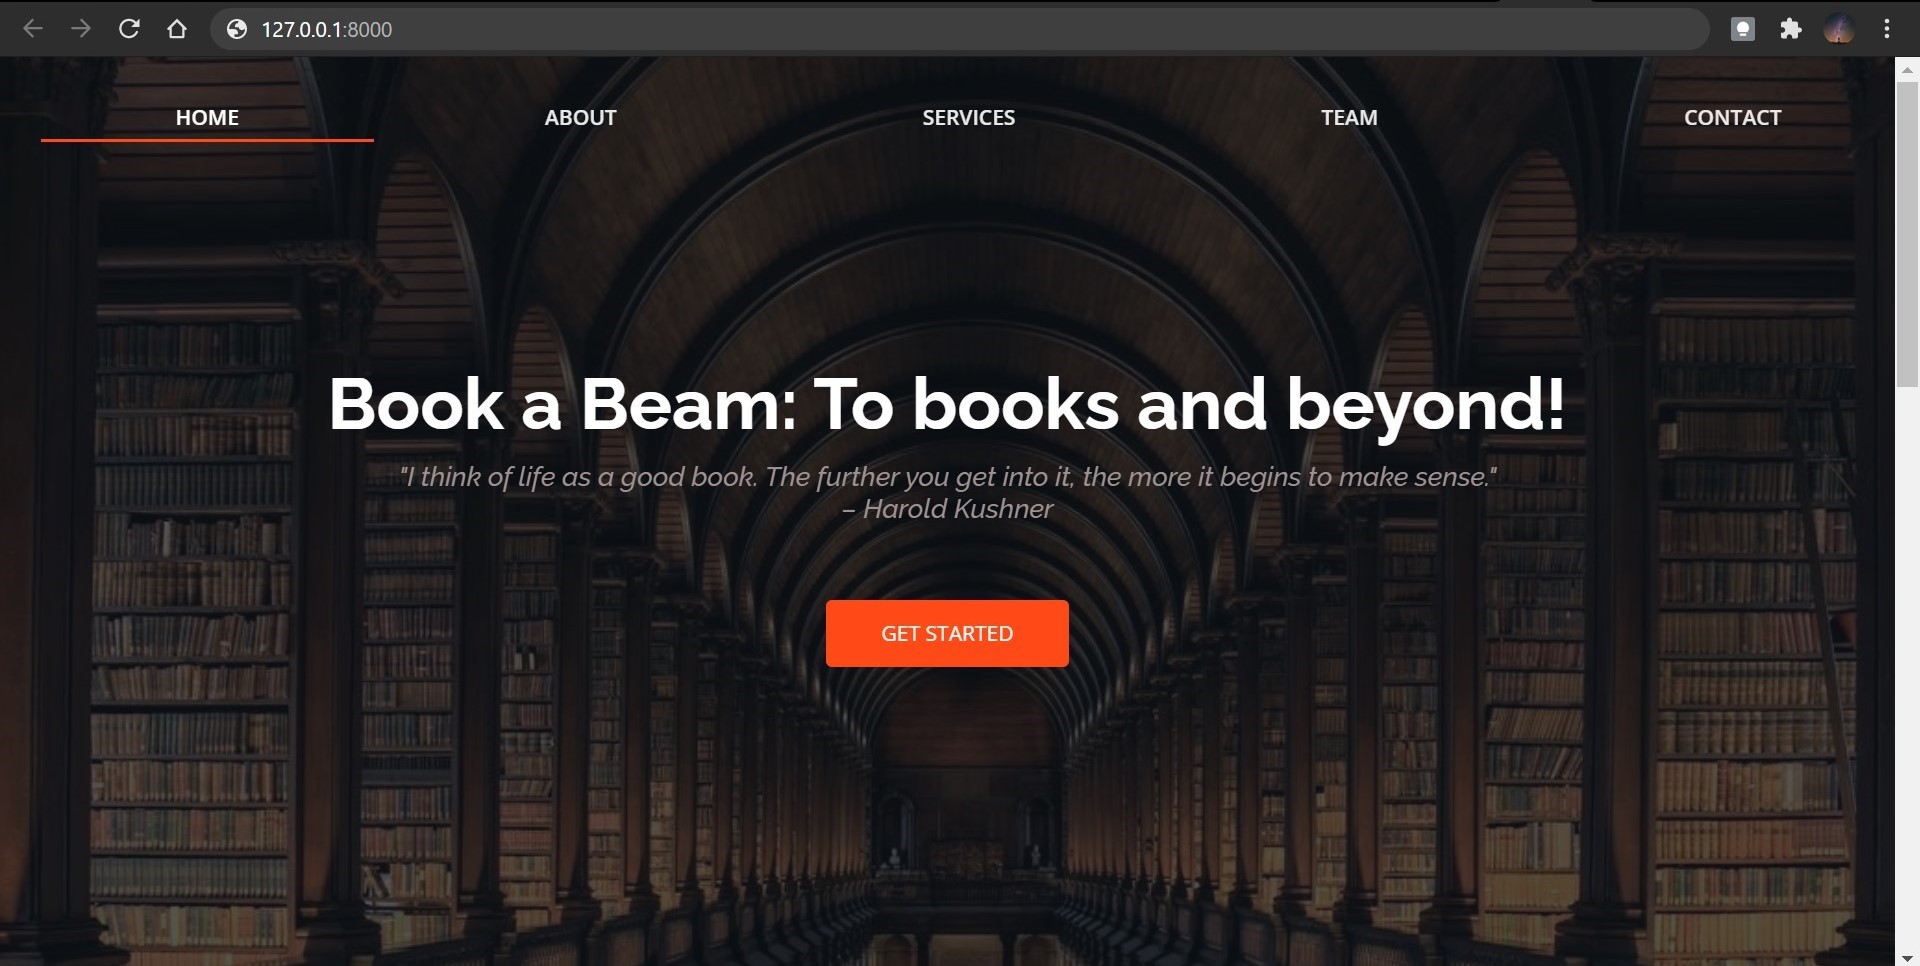 127.0.0.1:8000
HOME ABOUT SERVICES TEAM CONTACT
Book a Beam: To books and beyond!
"I think of life as a good book. The further you get into it, the more it begins to make sense."
– Harold Kushner
GET STARTED